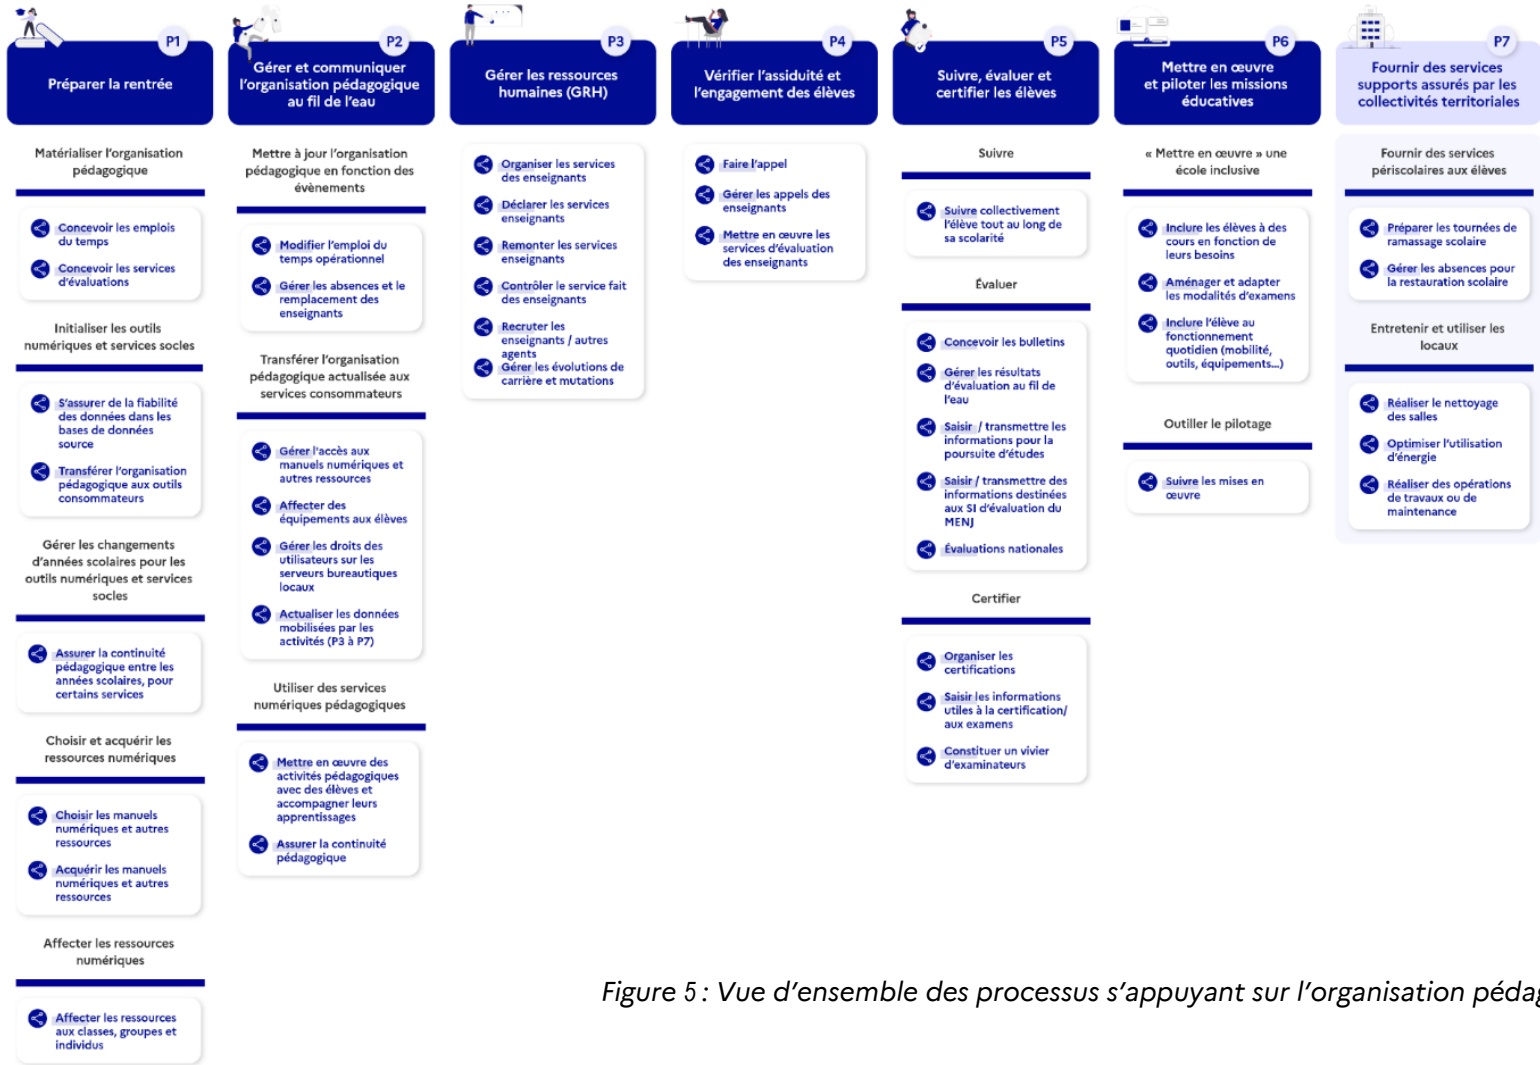 P1
Préparer la rentrée
Matérialiser l'organisation
pédagogique
Concevoir les emplois
du temps
Concevoir les services
d'évaluations
Initialiser les outils
numériques et services socles
S'assurer de la fiabilité
des données dans les
bases de données
source
Transférer l'organisation
pédagogique aux outils
consommateurs
Gérer les changements
d'années scolaires pour les
outils numériques et services
socles
Assurer la continuité
pédagogique entre les
années scolaires, pour
certains services
Choisir et acquérir les
ressources numériques
Choisir les manuels
numériques et autres
ressources
Acquérir les manuels
numériques et autres
ressources
Affecter les ressources
numériques
Affecter les ressources
aux classes, groupes et
individus
P2
Gérer et communiquer
l'organisation pédagogique
au fil de l'eau
Mettre à jour l'organisation
pédagogique en fonction des
évènements
Modifier l'emploi du
temps opérationnel
Gérer les absences et le
remplacement des
enseignants
Transférer l'organisation
pédagogique actualisée aux
services consommateurs
Gérer l'accès aux
manuels numériques et
autres ressources
Affecter des
équipements aux élèves
Gérer les droits des
utilisateurs sur les
serveurs bureautiques
locaux
Actualiser les données
mobilisées par les
activités (P3 à P7)
Utiliser des services
numériques pédagogiques
Mettre en œuvre des
activités pédagogiques
avec des élèves et
accompagner leurs
apprentissages
Assurer la continuité
pédagogique
P3
Gérer les ressources
humaines (GRH)
Organiser les services
des enseignants
Déclarer les services
enseignants
Remonter les services
enseignants
Contrôler le service fait
des enseignants
Recruter les
enseignants / autres
agents
Gérer les évolutions de
carrière et mutations
P4
Vérifier l'assiduité et
l'engagement des élèves
Faire l'appel
Gérer les appels des
enseignants
Mettre en œuvre les
services d'évaluation
des enseignants
P5
Suivre, évaluer et
certifier les élèves
Suivre
Suivre collectivement
l'élève tout au long de
sa scolarité
Évaluer
Concevoir les bulletins
Gérer les résultats
d'évaluation au fil de
l'eau
Saisir / transmettre les
informations pour la
poursuite d'études
Saisir / transmettre des
informations destinées
aux SI d'évaluation du
MENJ
Évaluations nationales
Certifier
Organiser les
certifications
Saisir les informations
utiles à la certification/
aux examens
Constituer un vivier
d'examinateurs
P6
Mettre en œuvre
et piloter les missions
éducatives
« Mettre en œuvre » une
école inclusive
Inclure les élèves à des
cours en fonction de
leurs besoins
Aménager et adapter
les modalités d'examens
Inclure l'élève au
fonctionnement
quotidien (mobilité,
outils, équipements...)
Outiller le pilotage
Suivre les mises en
œuvre
P7
Fournir des services
supports assurés par les
collectivités territoriales
Fournir des services
périscolaires aux élèves
Préparer les tournées de
ramassage scolaire
Gérer les absences pour
la restauration scolaire
Entretenir et utiliser les
locaux
Réaliser le nettoyage
des salles
Optimiser l'utilisation
d'énergie
Réaliser des opérations
de travaux ou de
maintenance
Figure 5 : Vue d'ensemble des processus s'appuyant sur l'organisation pédag